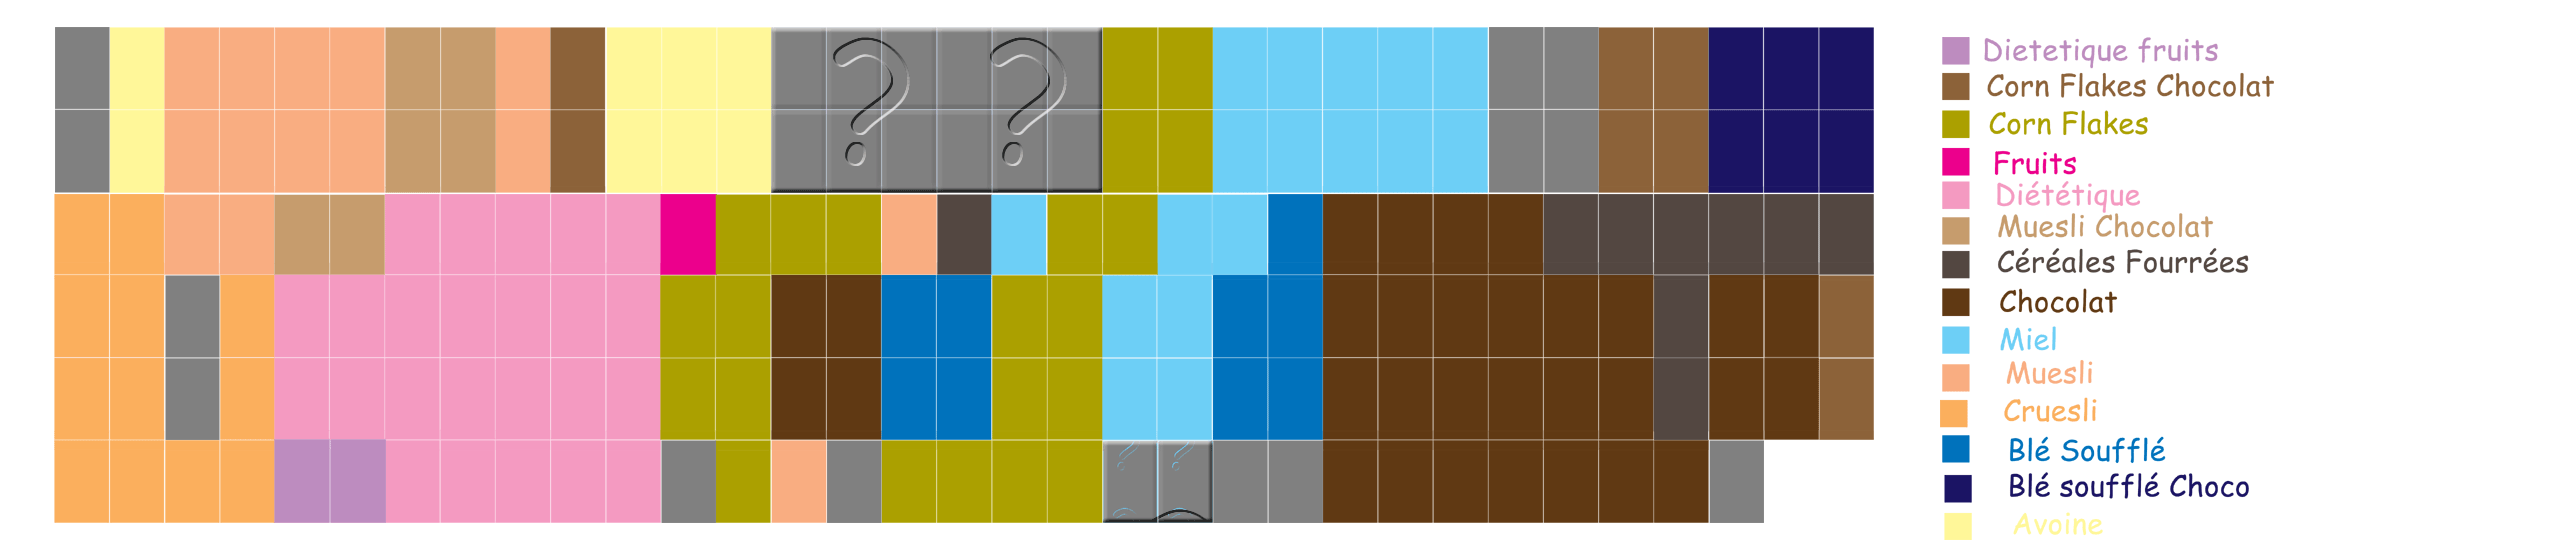 ? ?
? ?
Dietetique fruits
Corn Flakes Chocolat
Corn Flakes
Fruits
Diététique
Muesli Chocolat
Céréales Fourrées
Chocolat
Miel
Muesli
Cruesli
Blé Soufflé
Blé soufflé Choco
Avoine